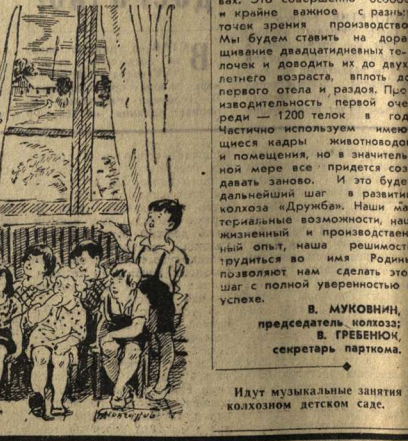 вах. Это совершенно особое
и крайне важное с разных
точек зрения производство.
Мы будем ставить на дора-
щивание двадцатидневных те-
лочек и доводить их до двух-
летнего возраста, вплоть до
первого отела и раздоя. Про-
изводительность первой оче-
реди — 1200 телок в год.
Частично используем имею-
щиеся кадры животноводов
и помещения, но в значитель-
ной мере все придется соз-
давать заново. И это будет
дальнейший шаг в развитии
колхоза «Дружба». Наши ма-
териальные возможности, наш
жизненный и производствен-
ный опыт, наша решимость
трудиться во имя Родины
позволяют нам сделать этот
шаг с полной уверенностью в
успехе.
В. МУКОВНИН,
председатель колхоза;
В. ГРЕБЕНЮК,
секретарь парткома.
Идут музыкальные занятия в
колхозном детском саде.